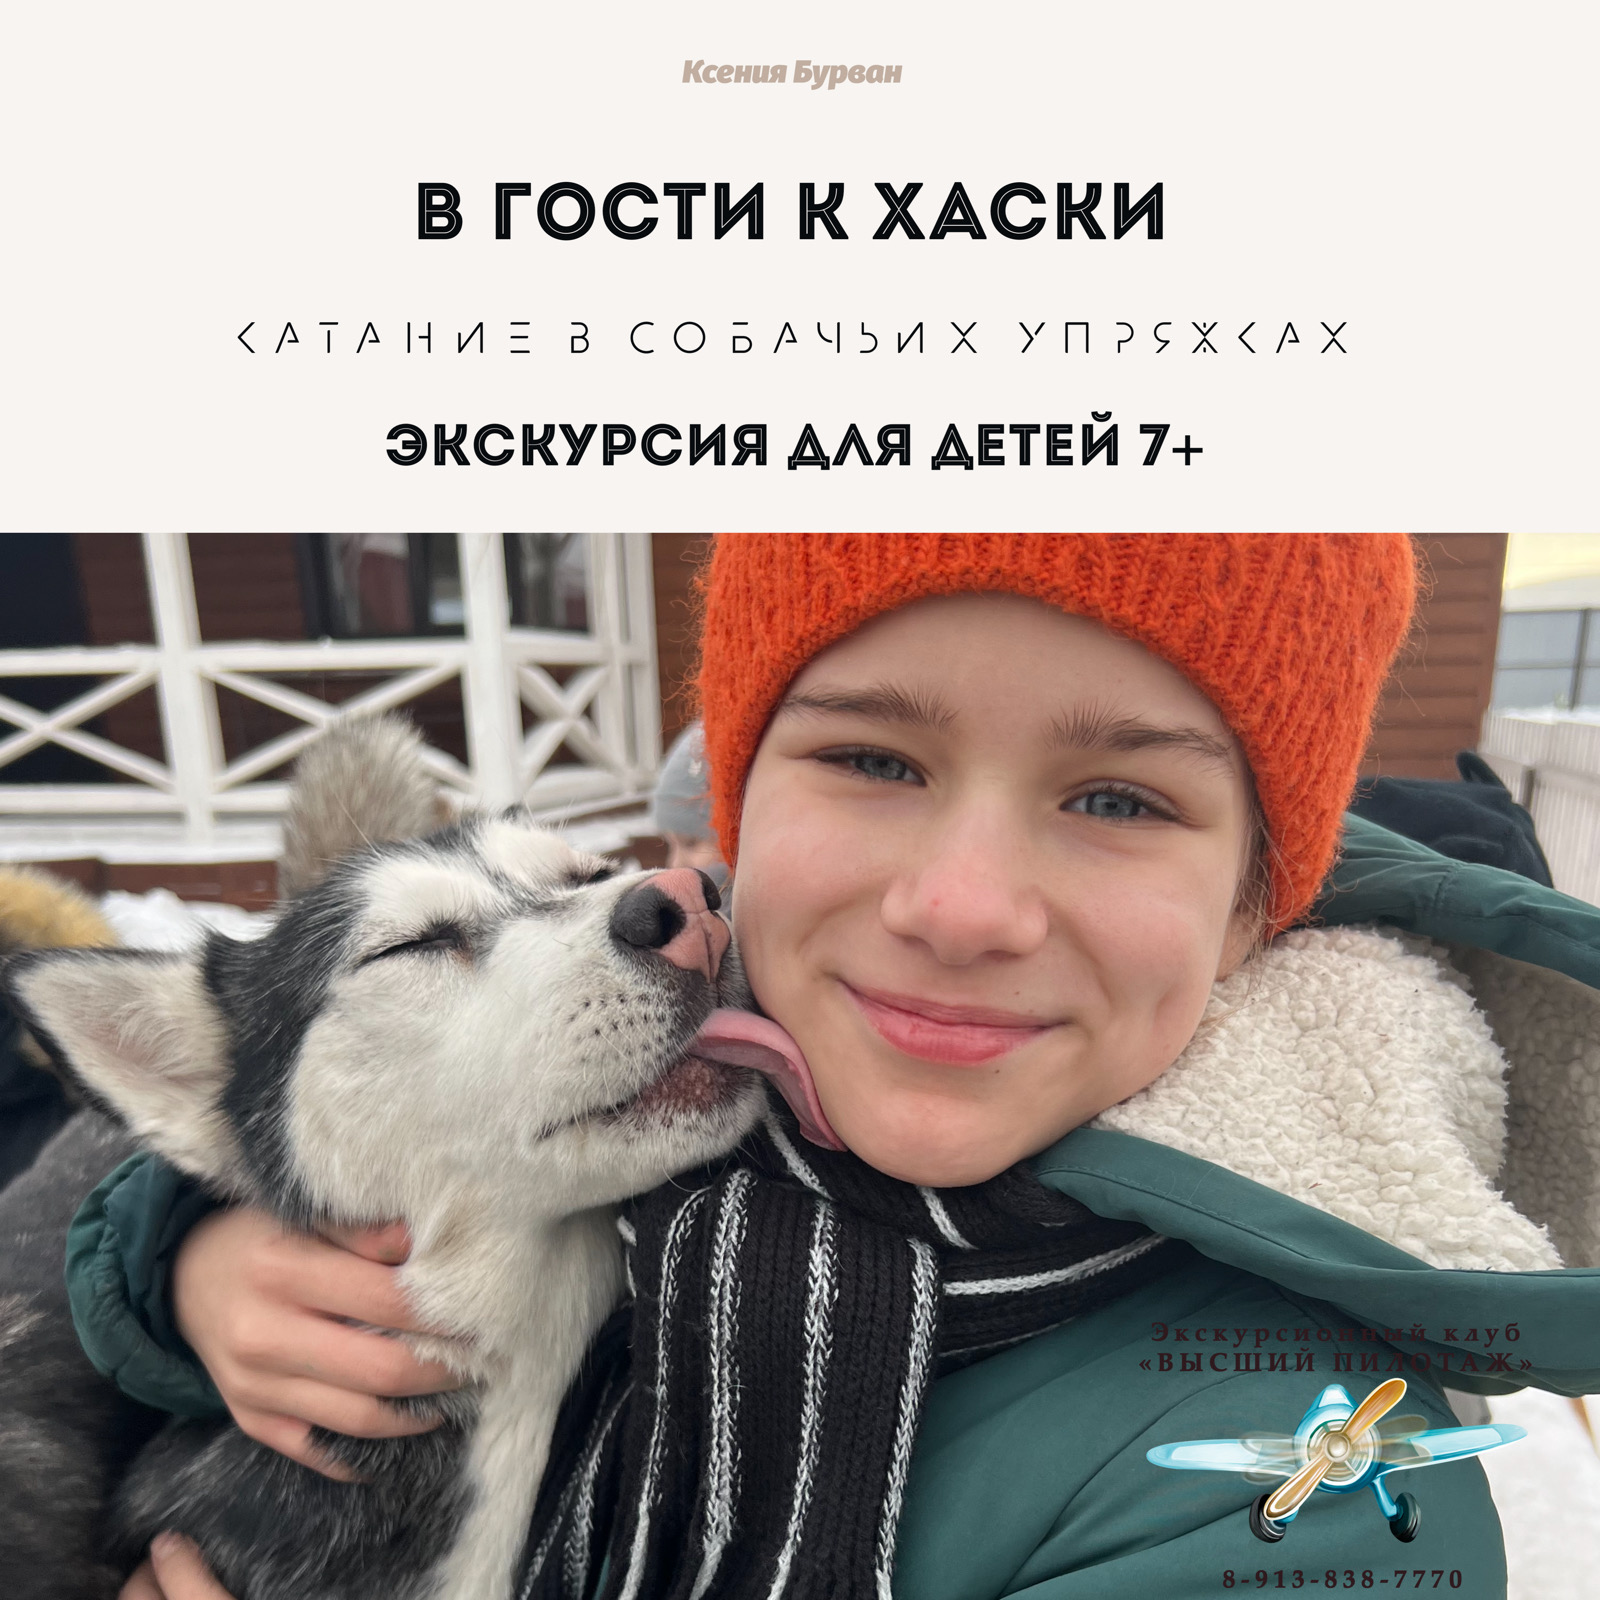 Ксения Бурван
В ГОСТИ К ХАСКИ
КАТАНИЕ В СОБАЧЬИХ УПРЯЖКАХ
ЭКСКУРСИЯ ДЛЯ ДЕТЕЙ 7+
Экскурсионный клуб
«ВЫСШИЙ ПИЛОТАЖ»
8-913-838-7770